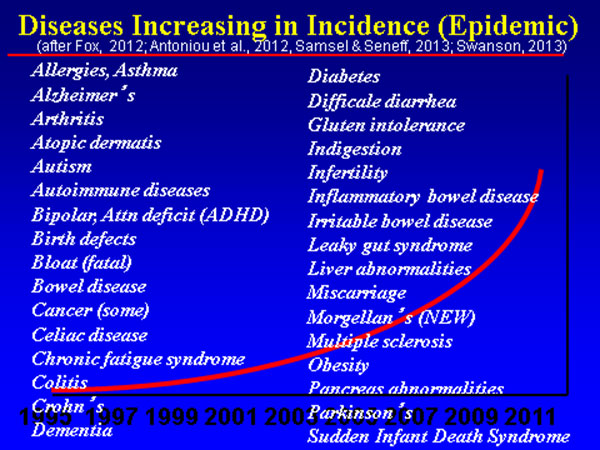 Diseases Increasing in Incidence (Epidemic)
(after Fox, 2012; Antoniou et al., 2012, Samsel & Seneff, 2013; Swanson, 2013)
Allergies, Asthma
Alzheimer´s
Arthritis
Atopic dermatis
Autism
Autoimmune diseases
Bipolar, Attn deficit (ADHD)
Birth defects
Bloat (fatal)
Bowel disease
Cancer (some)
Celiac disease
Chronic fatigue syndrome
Colitis
Crohn´s
Dementia
Diabetes
Difficale diarrhea
Gluten intolerance
Indigestion
Infertility
Inflammatory bowel disease
Irritable bowel disease
Leaky gut syndrome
Liver abnormalities
Miscarriage
Morgellan´s (NEW)
Multiple sclerosis
Obesity
Pancreas abnormalities
Parkinson´s
Sudden Infant Death Syndrome
1995 1997 1999 2001 2003 2005 2007 2009 2011